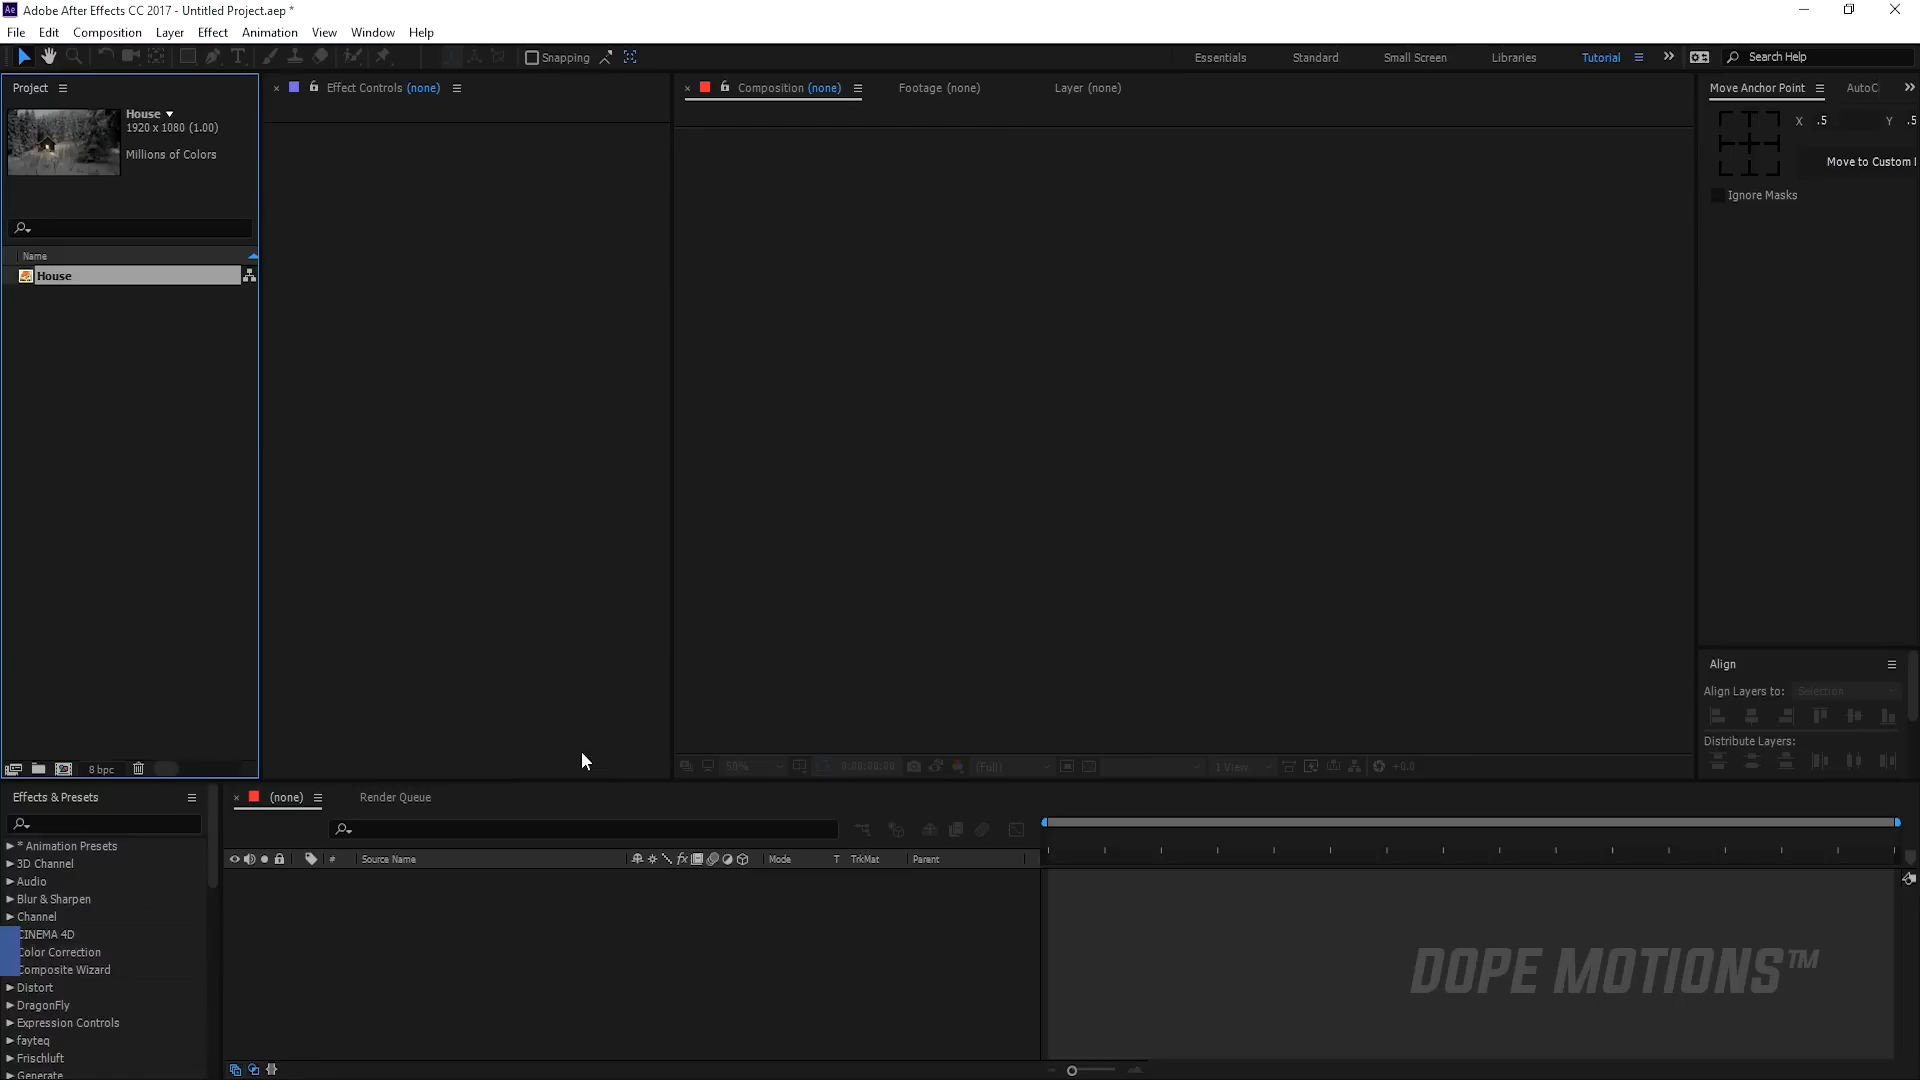 Ae Adobe After Effects CC 2017 - Untitled Project.aep *
File Edit Composition Layer Effect Animation View Window Help
Snapping Essentials Standard Small Screen Libraries Tutorial Search Help
Project Effect Controls (none) Composition (none) Footage (none) Layer (none) Move Anchor Point AutoC
House
1920 x 1080 (1.00)
Millions of Colors
X .5 Y .5
Move to Custom
Ignore Masks
Name
House
Align
Align Layers to: Selection
Distribute Layers:
8 bpc 50% 0:00:00:00 (Full) 1 View +0.0
Effects & Presets (none) Render Queue
# Source Name fx Mode T TrkMat Parent
* Animation Presets
3D Channel
Audio
Blur & Sharpen
Channel
CINEMA 4D
Color Correction
Composite Wizard
Distort
DragonFly
Expression Controls
fayteq
Frischluft
Generate
DOPE MOTIONS™